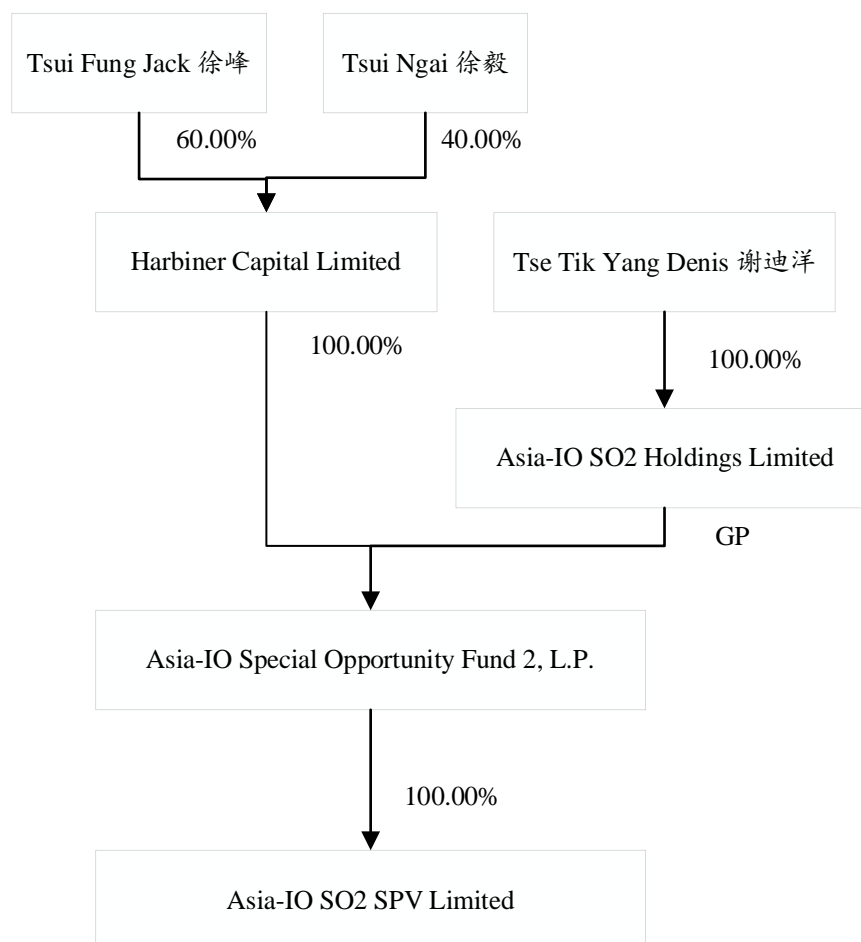 Tsui Fung Jack 徐峰
Tsui Ngai 徐毅
60.00%
40.00%
Harbiner Capital Limited
Tse Tik Yang Denis 谢迪洋
100.00%
100.00%
Asia-IO SO2 Holdings Limited
GP
Asia-IO Special Opportunity Fund 2, L.P.
100.00%
Asia-IO SO2 SPV Limited